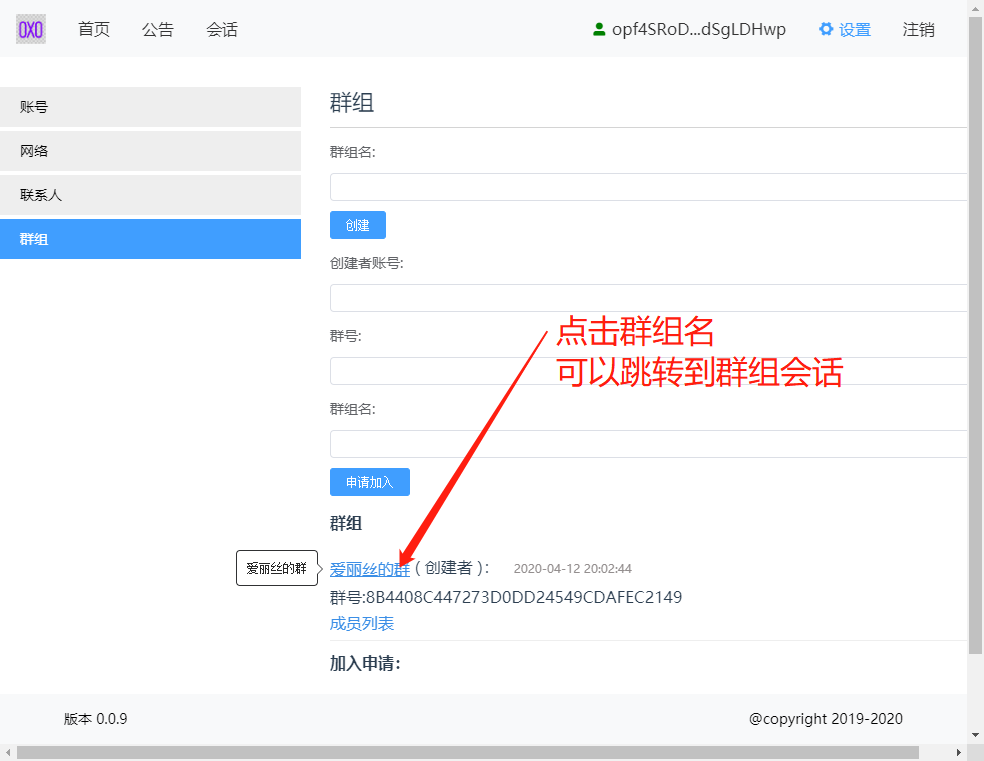 OXO 首页 公告 会话 opf4SRoD...dSgLDHwp 设置 注销
账号
网络
联系人
群组
群组
群组名:
创建
创建者账号:
群号:
群组名:
申请加入
点击群组名
可以跳转到群组会话
群组
爱丽丝的群
爱丽丝的群 ( 创建者 ): 2020-04-12 20:02:44
群号:8B4408C447273D0DD24549CDAFEC2149
成员列表
加入申请:
版本 0.0.9 @copyright 2019-2020